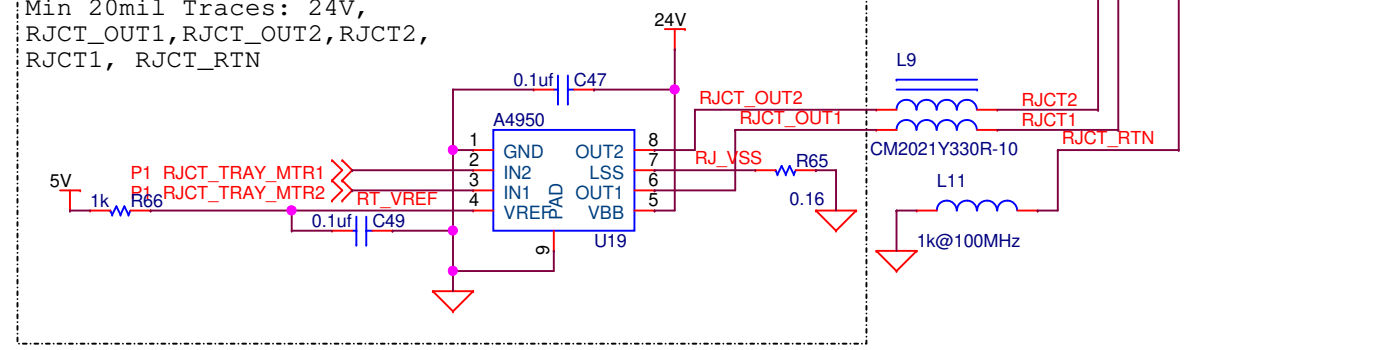 Min 20mil Traces: 24V,
RJCT_OUT1,RJCT_OUT2,RJCT2,
RJCT1, RJCT_RTN
24V
0.1uf C47
L9
RJCT_OUT2
RJCT2
A4950
RJCT_OUT1
RJCT1
RJCT_RTN
CM2021Y330R-10
1 GND OUT2 8
2 IN2 LSS 7
3 IN1 OUT1 6
4 VREF VBB 5
PAD
9
U19
RJ_VSS
R65
0.16
P1 RJCT_TRAY_MTR1
P1 RJCT_TRAY_MTR2
5V
1k R66
RT_VREF
0.1uf C49
L11
1k@100MHz